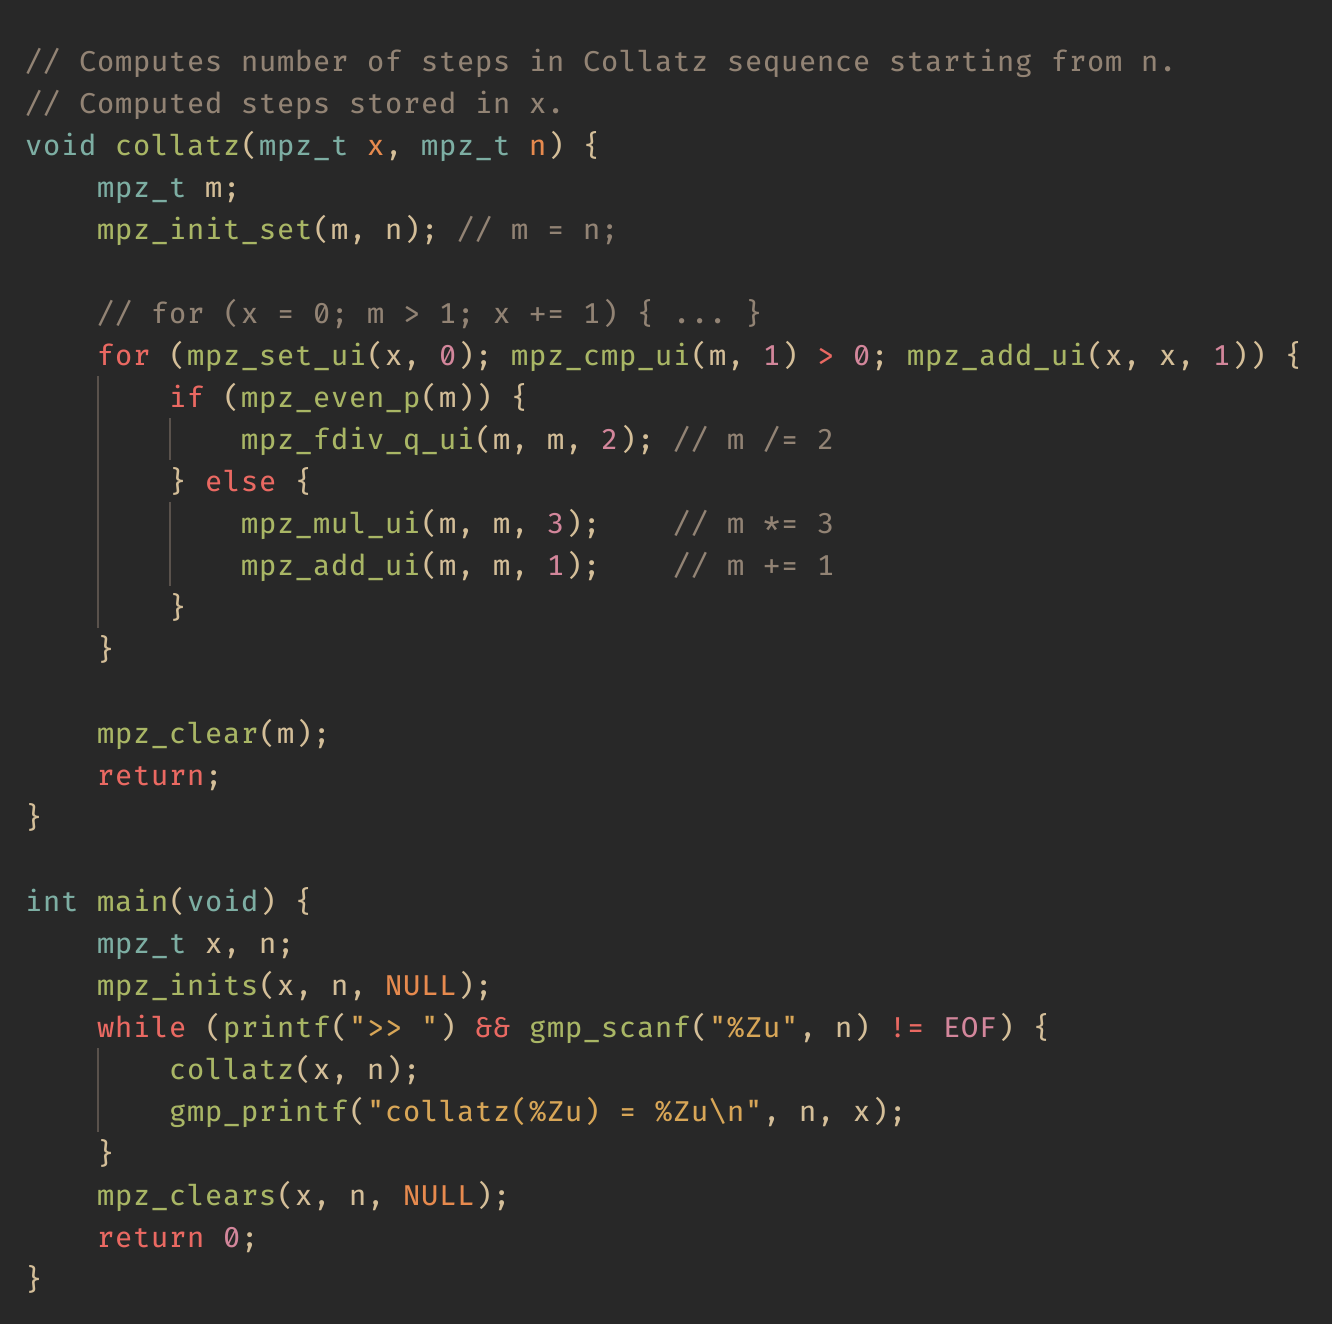 // Computes number of steps in Collatz sequence starting from n.
// Computed steps stored in x.
void collatz(mpz_t x, mpz_t n) {
    mpz_t m;
    mpz_init_set(m, n); // m = n;

    // for (x = 0; m > 1; x += 1) { ... }
    for (mpz_set_ui(x, 0); mpz_cmp_ui(m, 1) > 0; mpz_add_ui(x, x, 1)) {
        if (mpz_even_p(m)) {
            mpz_fdiv_q_ui(m, m, 2); // m /= 2
        } else {
            mpz_mul_ui(m, m, 3);    // m *= 3
            mpz_add_ui(m, m, 1);    // m += 1
        }
    }

    mpz_clear(m);
    return;
}

int main(void) {
    mpz_t x, n;
    mpz_inits(x, n, NULL);
    while (printf(">> ") && gmp_scanf("%Zu", n) != EOF) {
        collatz(x, n);
        gmp_printf("collatz(%Zu) = %Zu\n", n, x);
    }
    mpz_clears(x, n, NULL);
    return 0;
}